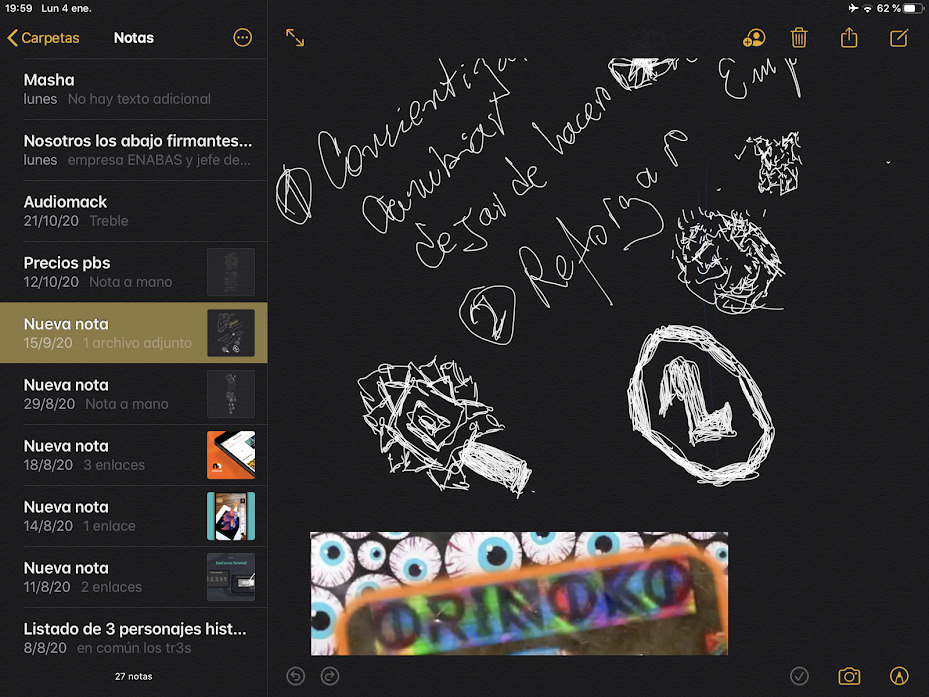 19:59 Lun 4 ene.
62 %
Carpetas
Notas
Masha
lunes No hay texto adicional
Nosotros los abajo firmantes...
lunes empresa ENABAS y jefe de...
Audiomack
21/10/20 Treble
Precios pbs
12/10/20 Nota a mano
Nueva nota
15/9/20 1 archivo adjunto
Nueva nota
29/8/20 Nota a mano
Nueva nota
18/8/20 3 enlaces
Nueva nota
14/8/20 1 enlace
Nueva nota
11/8/20 2 enlaces
Listado de 3 personajes hist...
8/8/20 en común los tr3s
27 notas
1 Concientizar
cambiar
dejar de hacer
Emp
2 Reforzar
2
ORINOKO